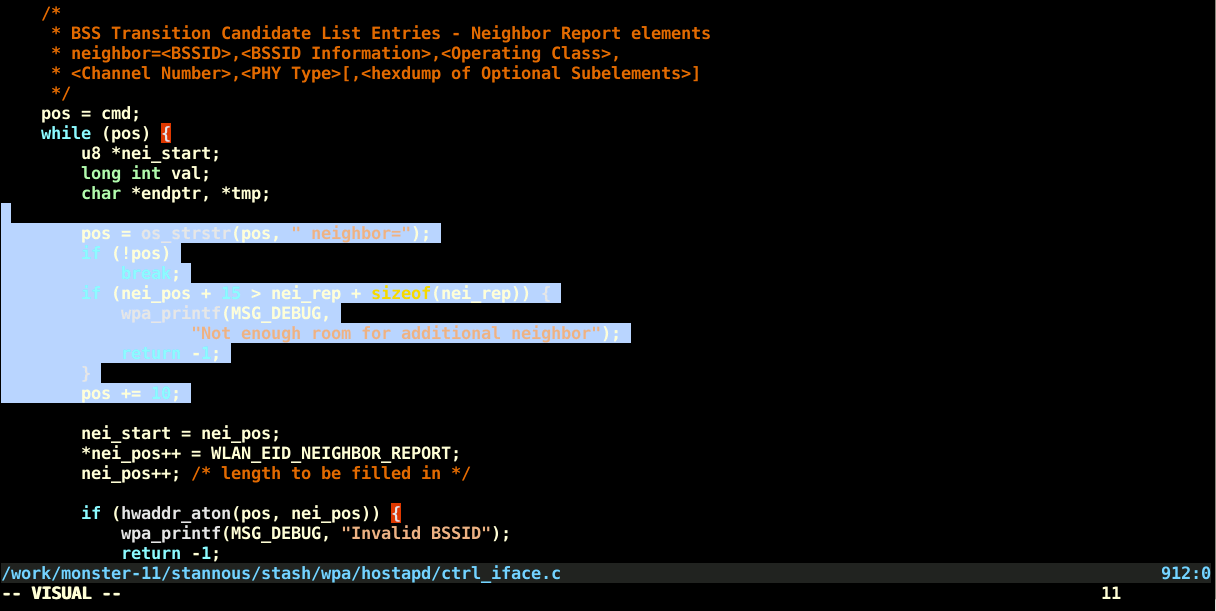 /*
 * BSS Transition Candidate List Entries - Neighbor Report elements
 * neighbor=<BSSID>,<BSSID Information>,<Operating Class>,
 * <Channel Number>,<PHY Type>[,<hexdump of Optional Subelements>]
 */
pos = cmd;
while (pos) {
u8 *nei_start;
long int val;
char *endptr, *tmp;
pos = os_strstr(pos, " neighbor=");
if (!pos)
break;
if (nei_pos + 15 > nei_rep + sizeof(nei_rep)) {
wpa_printf(MSG_DEBUG,
"Not enough room for additional neighbor");
return -1;
}
pos += 10;
nei_start = nei_pos;
*nei_pos++ = WLAN_EID_NEIGHBOR_REPORT;
nei_pos++; /* length to be filled in */
if (hwaddr_aton(pos, nei_pos)) {
wpa_printf(MSG_DEBUG, "Invalid BSSID");
return -1;
/work/monster-11/stannous/stash/wpa/hostapd/ctrl_iface.c 912:0
-- VISUAL -- 11